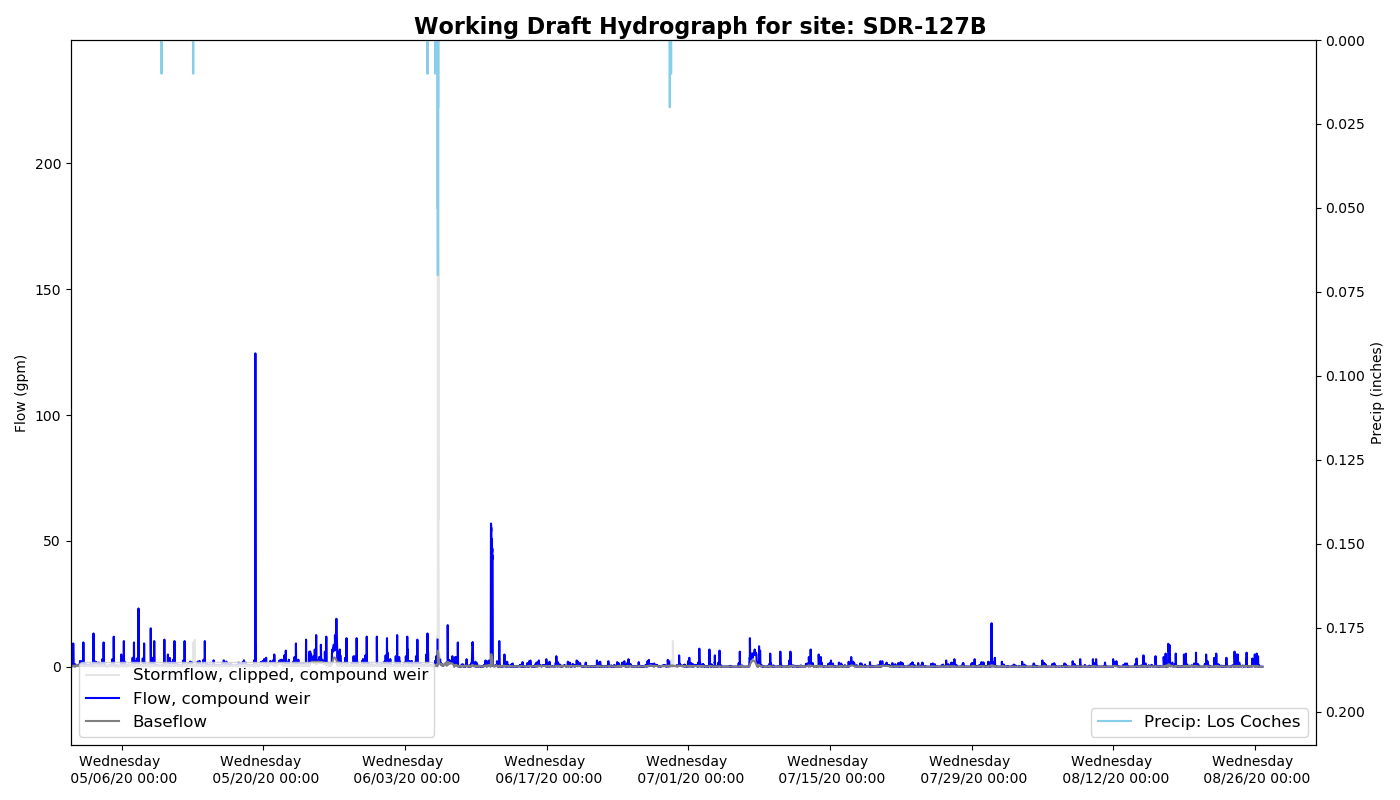 Working Draft Hydrograph for site: SDR-127B
Flow (gpm)
200
150
100
50
0
Precip (inches)
0.000
0.025
0.050
0.075
0.100
0.125
0.150
0.175
0.200
Stormflow, clipped, compound weir
Flow, compound weir
Baseflow
Precip: Los Coches
Wednesday
05/06/20 00:00
Wednesday
05/20/20 00:00
Wednesday
06/03/20 00:00
Wednesday
06/17/20 00:00
Wednesday
07/01/20 00:00
Wednesday
07/15/20 00:00
Wednesday
07/29/20 00:00
Wednesday
08/12/20 00:00
Wednesday
08/26/20 00:00